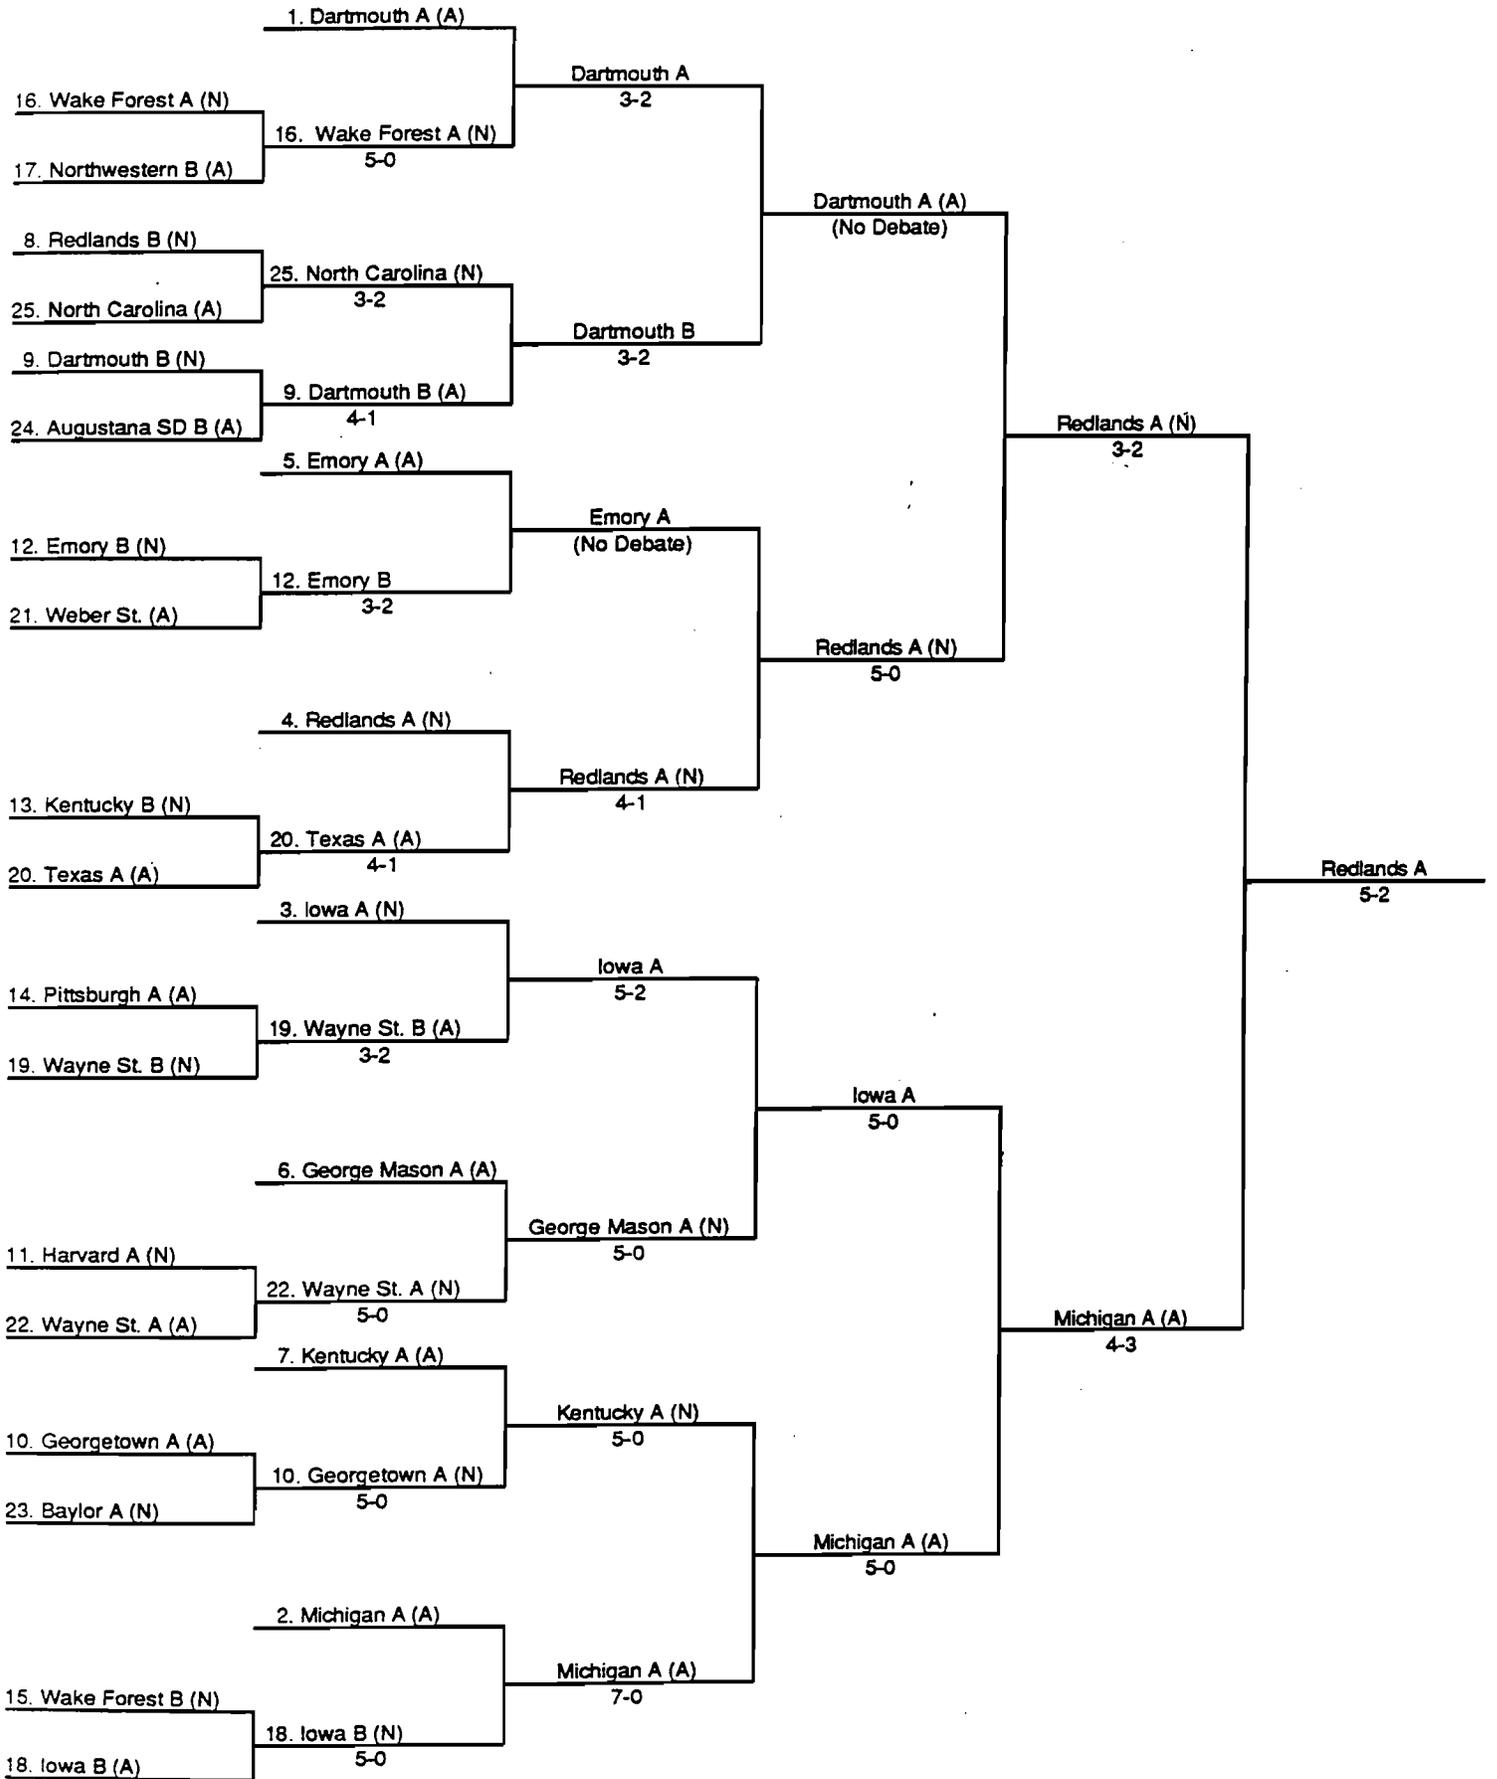 1. Dartmouth A (A)
Dartmouth A
3-2
16. Wake Forest A (N)
16. Wake Forest A (N)
5-0
17. Northwestern B (A)
Dartmouth A (A)
(No Debate)
8. Redlands B (N)
25. North Carolina (N)
3-2
25. North Carolina (A)
Dartmouth B
3-2
9. Dartmouth B (N)
9. Dartmouth B (A)
4-1
24. Augustana SD B (A)
Redlands A (N)
3-2
5. Emory A (A)
Emory A
(No Debate)
12. Emory B (N)
12. Emory B
3-2
21. Weber St. (A)
Redlands A (N)
5-0
4. Redlands A (N)
Redlands A (N)
4-1
13. Kentucky B (N)
20. Texas A (A)
4-1
20. Texas A (A)
Redlands A
5-2
3. Iowa A (N)
Iowa A
5-2
14. Pittsburgh A (A)
19. Wayne St. B (A)
3-2
19. Wayne St. B (N)
Iowa A
5-0
6. George Mason A (A)
George Mason A (N)
5-0
11. Harvard A (N)
22. Wayne St. A (N)
5-0
22. Wayne St. A (A)
Michigan A (A)
4-3
7. Kentucky A (A)
Kentucky A (N)
5-0
10. Georgetown A (A)
10. Georgetown A (N)
5-0
23. Baylor A (N)
Michigan A (A)
5-0
2. Michigan A (A)
Michigan A (A)
7-0
15. Wake Forest B (N)
18. Iowa B (N)
5-0
18. Iowa B (A)